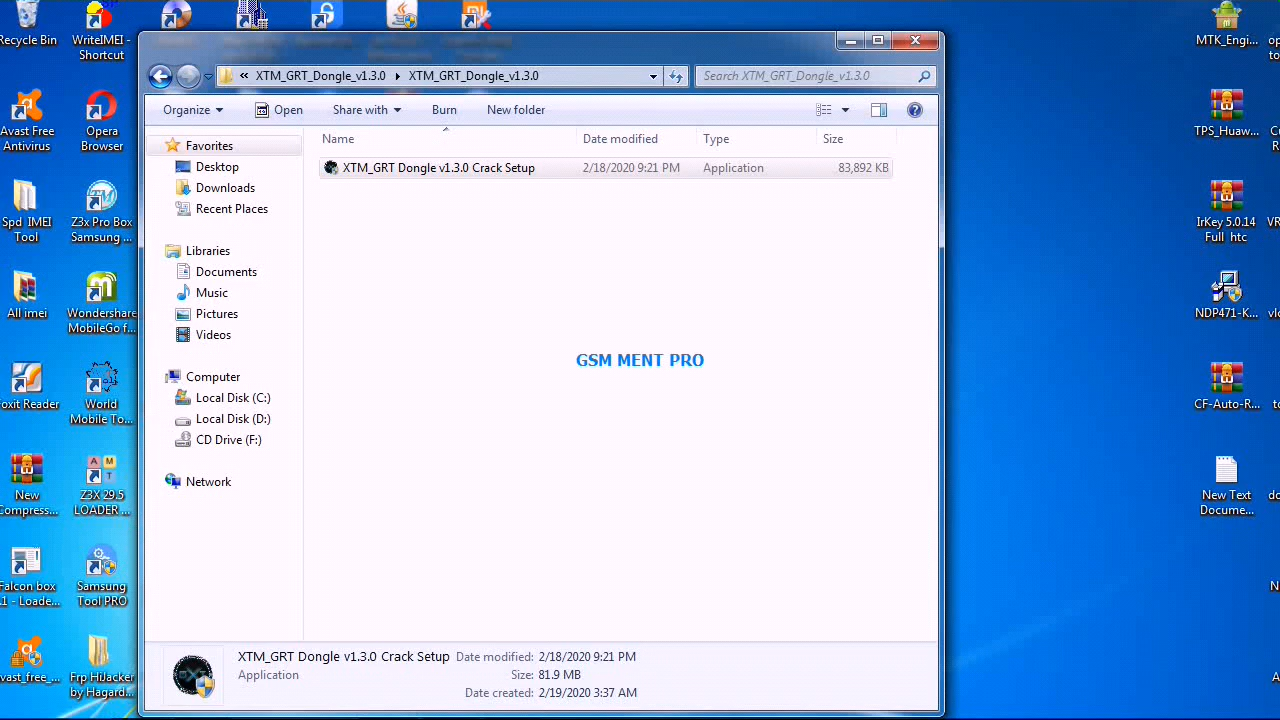 Recycle Bin
WriteIMEI -
Shortcut
MTK_Engi...
XTM_GRT_Dongle_v1.3.0
XTM_GRT_Dongle_v1.3.0
Search XTM_GRT_Dongle_v1.3.0
Organize
Open
Share with
Burn
New folder
Name
Date modified
Type
Size
XTM_GRT Dongle v1.3.0 Crack Setup
2/18/2020 9:21 PM
Application
83,892 KB
Favorites
Desktop
Downloads
Recent Places
Libraries
Documents
Music
Pictures
Videos
Computer
Local Disk (C:)
Local Disk (D:)
CD Drive (F:)
Network
GSM MENT PRO
XTM_GRT Dongle v1.3.0 Crack Setup
Application
Date modified: 2/18/2020 9:21 PM
Size: 81.9 MB
Date created: 2/19/2020 3:37 AM
Avast Free
Antivirus
Opera
Browser
Spd IMEI
Tool
Z3x Pro Box
Samsung ...
All imei
Wondershare
MobileGo f...
oxit Reader
World
Mobile To...
New
Compress...
Z3X 29.5
LOADER ...
Falcon box
.1 - Loade...
Samsung
Tool PRO
vast_free_...
Frp HiJacker
by Hagard...
TPS_Huaw...
IrKey 5.0.14
Full htc
NDP471-K...
CF-Auto-R...
New Text
Docume...